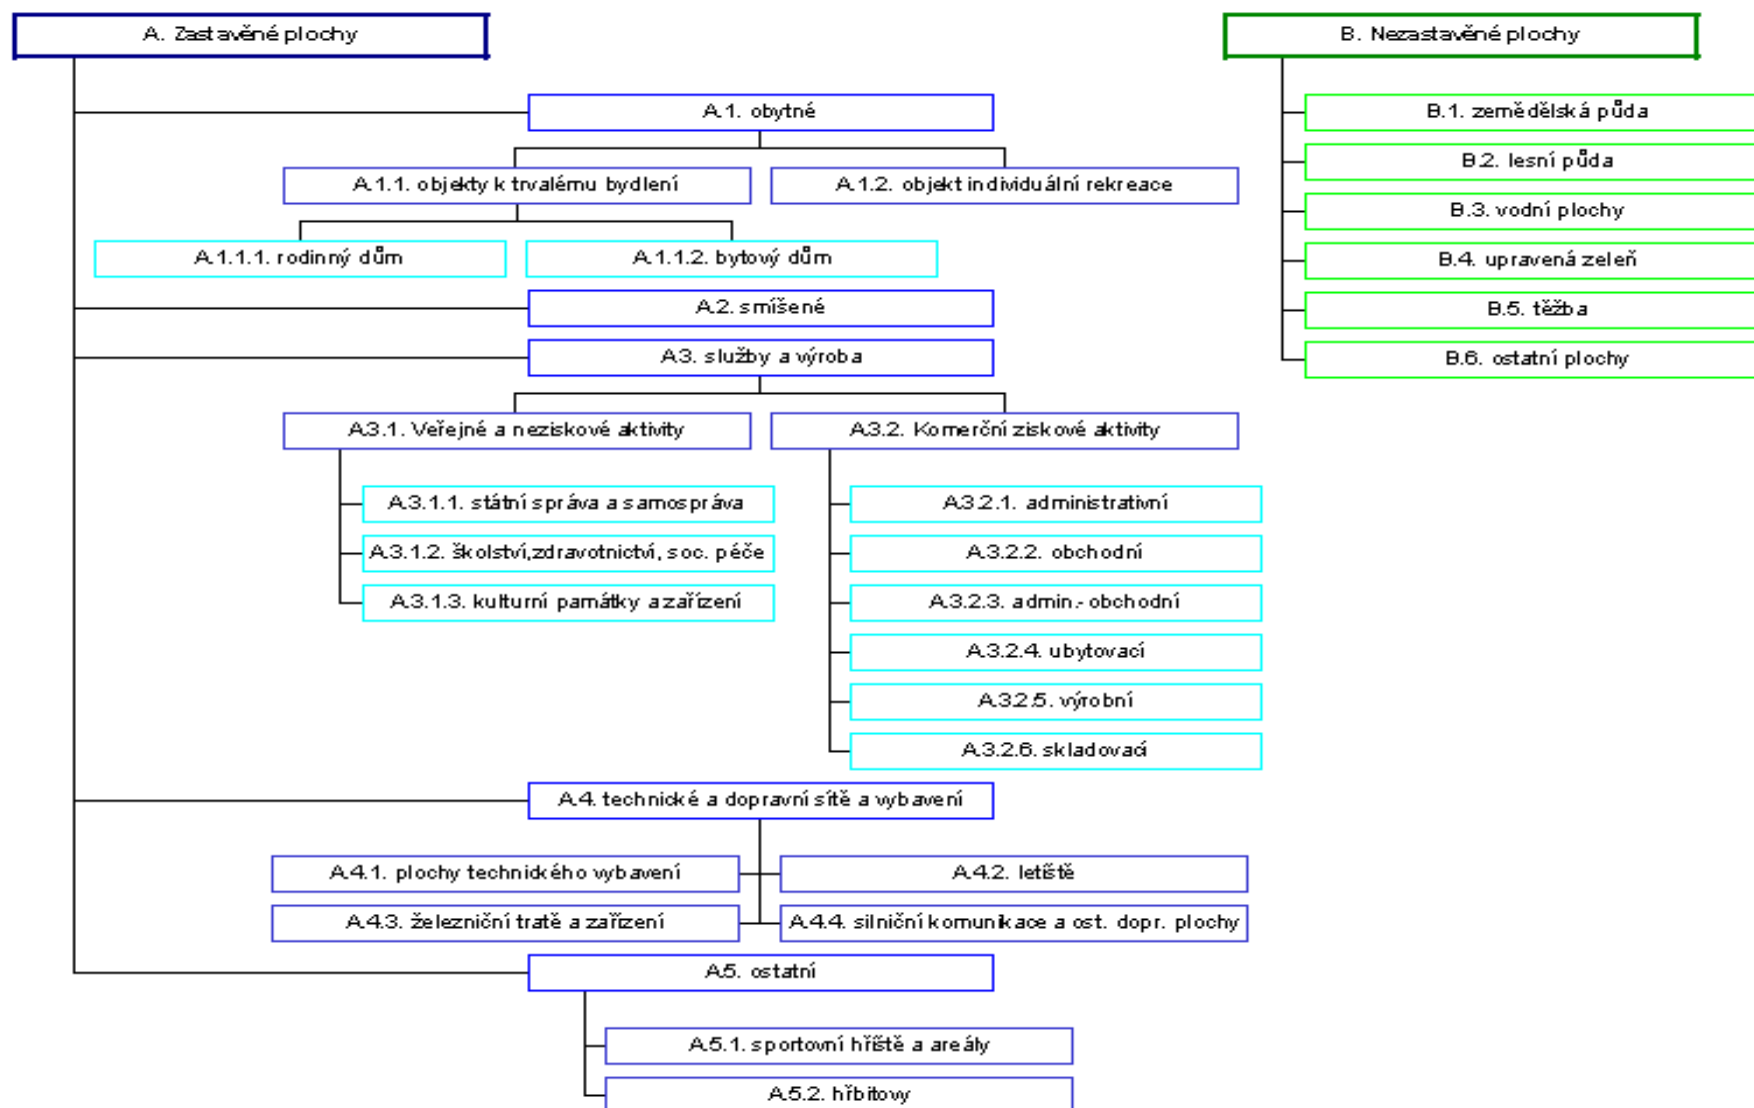 A. Zastavěné plochy
B. Nezastavěné plochy
A.1. obytné
B.1. zemědělská půda
B.2. lesní půda
A.1.1. objekty k trvalému bydlení
A.1.2. objekt individuální rekreace
B.3. vodní plochy
A.1.1.1. rodinný dům
A.1.1.2. bytový dům
B.4. upravená zeleň
A.2. smíšené
B.5. těžba
A.3. služby a výroba
B.6. ostatní plochy
A.3.1. Veřejné a neziskové aktivity
A.3.2. Komerční ziskové aktivity
A.3.1.1. státní správa a samospráva
A.3.2.1. administrativní
A.3.1.2. školství,zdravotnictví, soc. péče
A.3.2.2. obchodní
A.3.1.3. kulturní památky a zařízení
A.3.2.3. admin.- obchodní
A.3.2.4. ubytovací
A.3.2.5. výrobní
A.3.2.6. skladovací
A.4. technické a dopravní sítě a vybavení
A.4.1. plochy technického vybavení
A.4.2. letiště
A.4.3. železniční tratě a zařízení
A.4.4. silniční komunikace a ost. dopr. plochy
A.5. ostatní
A.5.1. sportovní hřiště a areály
A.5.2. hřbitovy